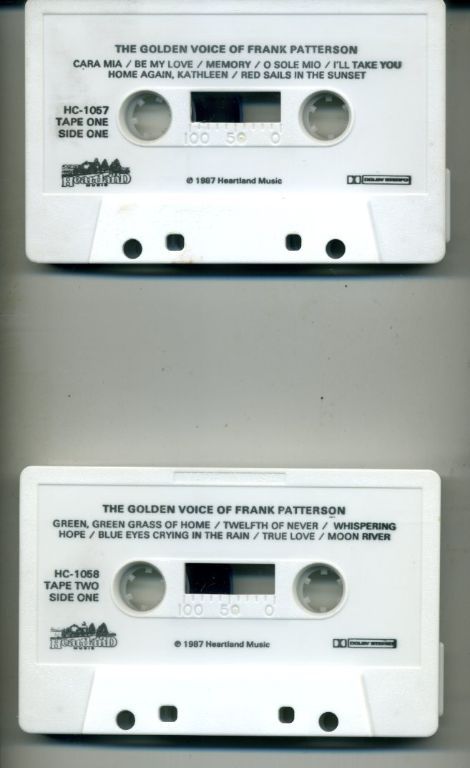 THE GOLDEN VOICE OF FRANK PATTERSON
CARA MIA / BE MY LOVE / MEMORY / O SOLE MIO / I'LL TAKE YOU
HOME AGAIN, KATHLEEN / RED SAILS IN THE SUNSET
HC-1057
TAPE ONE
SIDE ONE
100 50 0
HEARTLAND
MUSIC
℗ 1987 Heartland Music
DOLBY STEREO
THE GOLDEN VOICE OF FRANK PATTERSON
GREEN, GREEN GRASS OF HOME / TWELFTH OF NEVER / WHISPERING
HOPE / BLUE EYES CRYING IN THE RAIN / TRUE LOVE / MOON RIVER
HC-1058
TAPE TWO
SIDE ONE
100 50 0
HEARTLAND
MUSIC
℗ 1987 Heartland Music
DOLBY STEREO